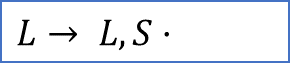 L → L, S ·